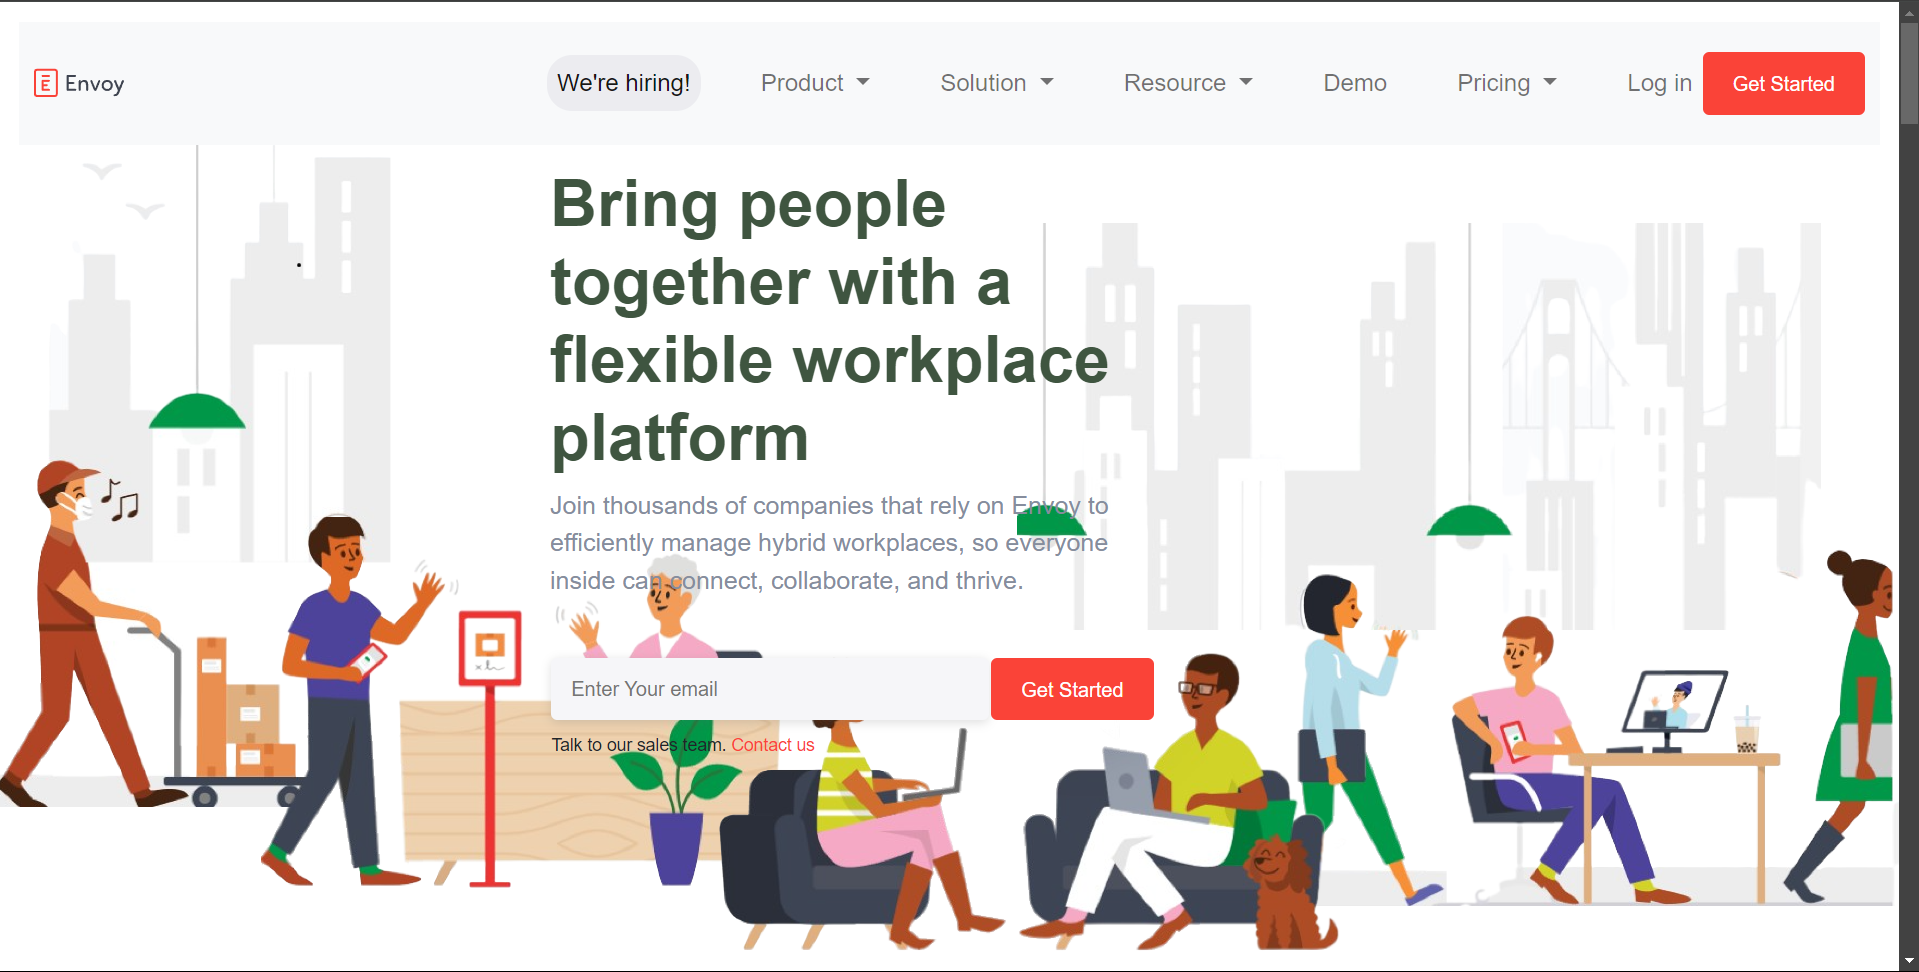 Envoy
We're hiring!
Product
Solution
Resource
Demo
Pricing
Log in
Get Started
Bring people
together with a
flexible workplace
platform
Join thousands of companies that rely on Envoy to
efficiently manage hybrid workplaces, so everyone
inside can connect, collaborate, and thrive.
Enter Your email
Get Started
Talk to our sales team. Contact us